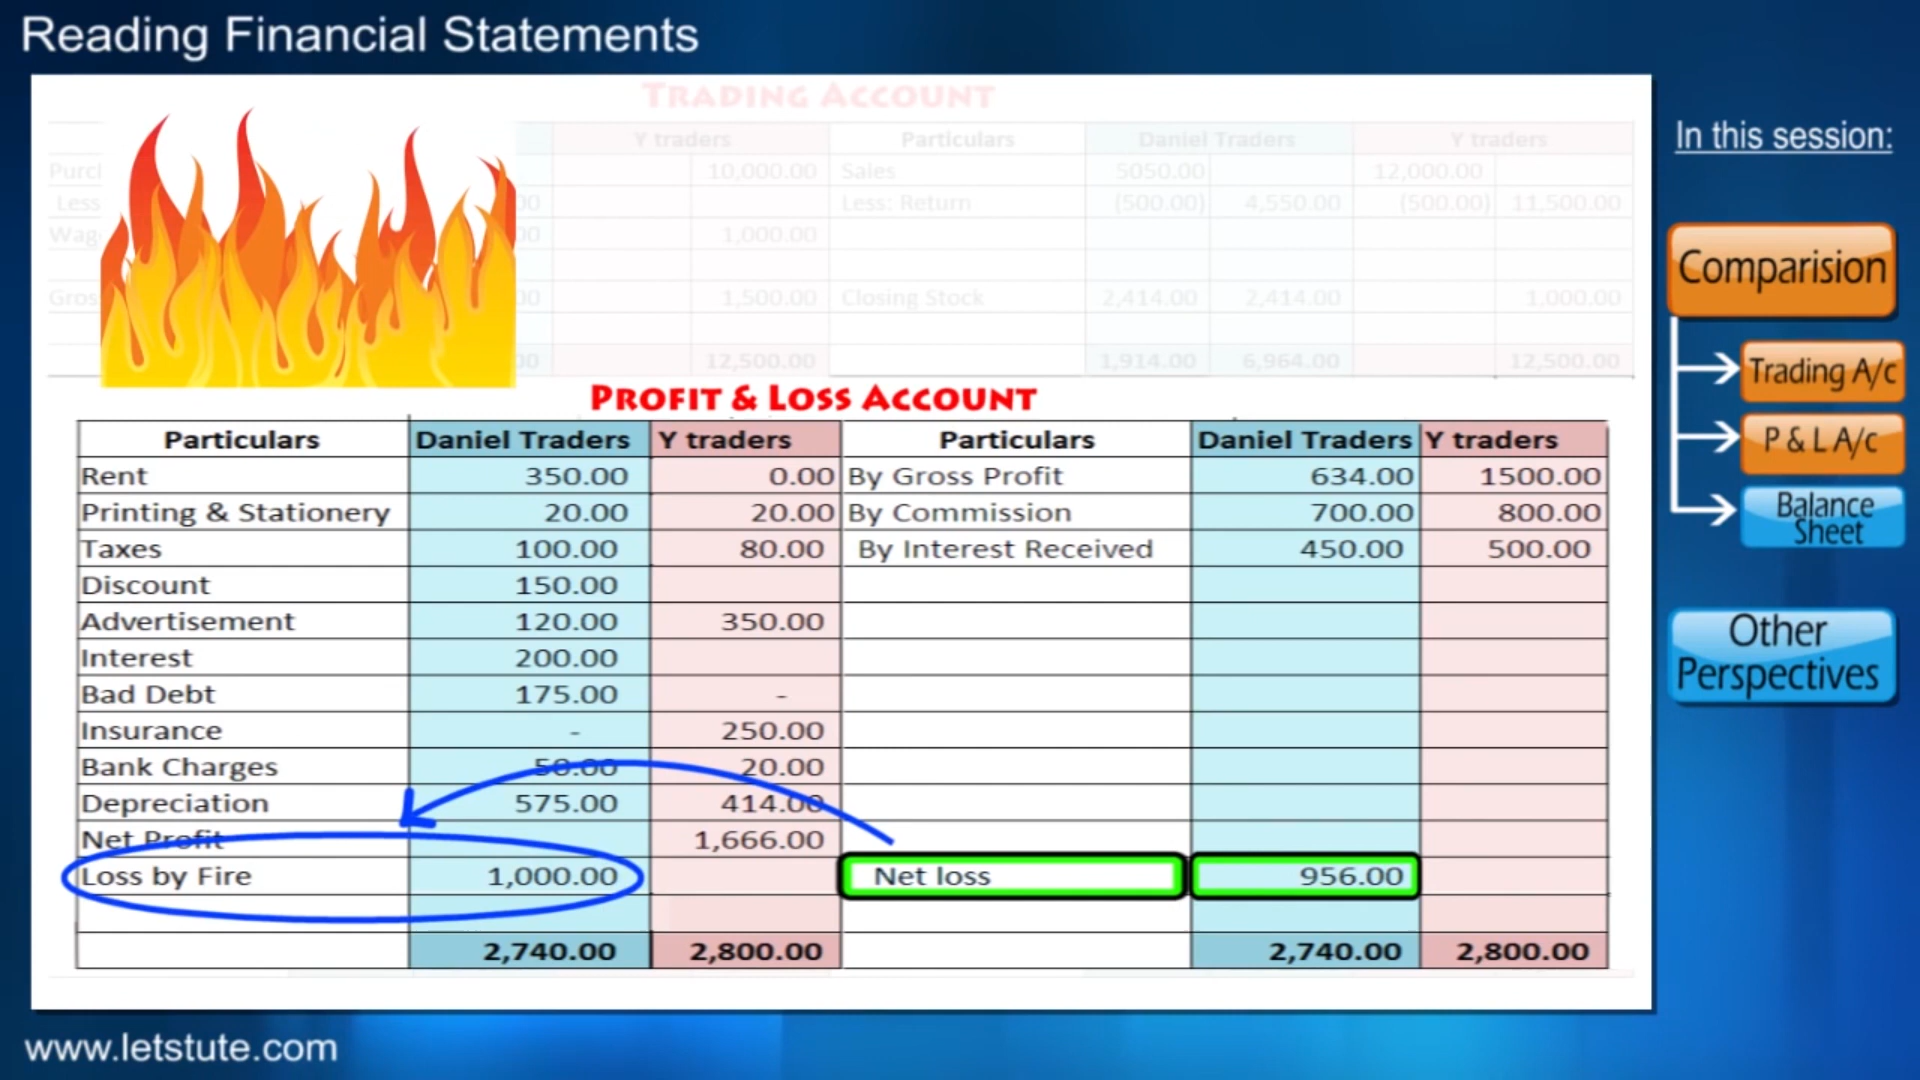 Reading Financial Statements
TRADING ACCOUNT
Y traders Particulars Daniel Traders Y traders
10,000.00 Sales 5050.00 12,000.00
Less Less: Return (500.00) 4,550.00 (500.00) 11,500.00
1,000.00
1,500.00 Closing Stock 2,414.00 2,414.00 1,000.00
12,500.00 1,914.00 6,964.00 12,500.00
PROFIT & LOSS ACCOUNT
Particulars Daniel Traders Y traders Particulars Daniel Traders Y traders
Rent 350.00 0.00 By Gross Profit 634.00 1500.00
Printing & Stationery 20.00 20.00 By Commission 700.00 800.00
Taxes 100.00 80.00 By Interest Received 450.00 500.00
Discount 150.00
Advertisement 120.00 350.00
Interest 200.00
Bad Debt 175.00 -
Insurance - 250.00
Bank Charges 50.00 20.00
Depreciation 575.00 414.00
Net Profit 1,666.00
Loss by Fire 1,000.00 Net loss 956.00
2,740.00 2,800.00 2,740.00 2,800.00
In this session:
Comparision
Trading A/c
P & L A/c
Balance
Sheet
Other
Perspectives
www.letstute.com